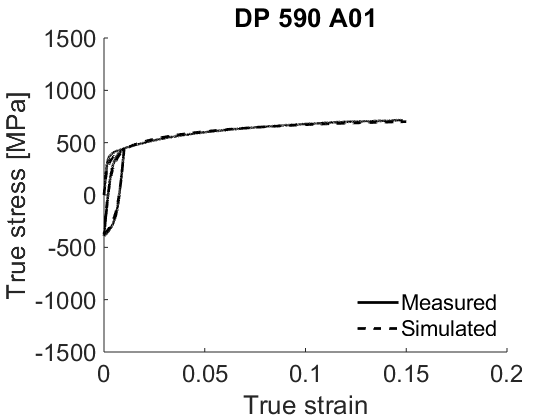 DP 590 A01
1500
1000
500
0
-500
-1000
-1500
True stress [MPa]
Measured
Simulated
0 0.05 0.1 0.15 0.2
True strain